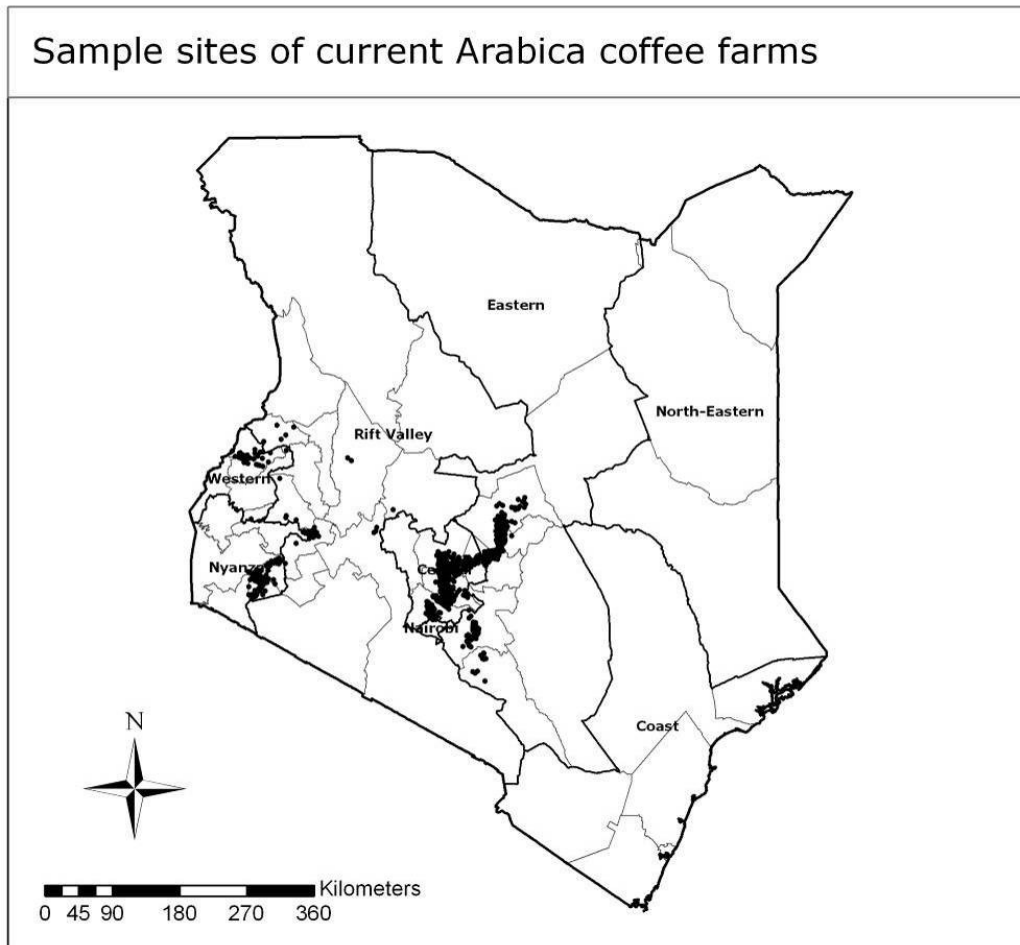 Sample sites of current Arabica coffee farms
Eastern
North-Eastern
Rift Valley
Western
Nyanza
Central
Nairobi
Coast
N
Kilometers
0 45 90 180 270 360